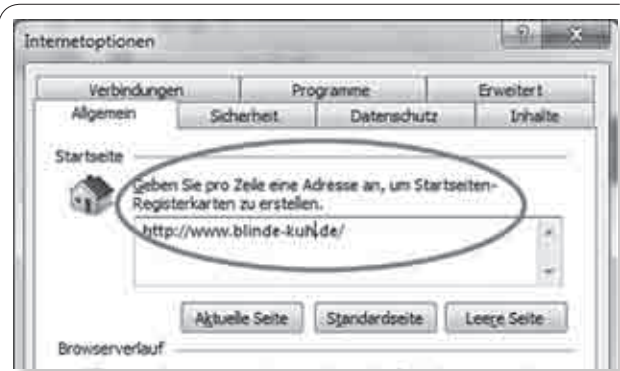 Internetoptionen
Verbindungen Programme Erweitert
Allgemein Sicherheit Datenschutz Inhalte
Startseite
Geben Sie pro Zeile eine Adresse an, um Startseiten-
Registerkarten zu erstellen.
http://www.blinde-kuh.de/
Aktuelle Seite Standardseite Leere Seite
Browserverlauf